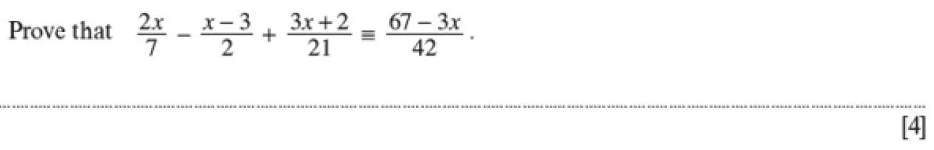 Prove that 2x/7 − (x − 3)/2 + (3x + 2)/21 ≡ (67 − 3x)/42 .
[4]